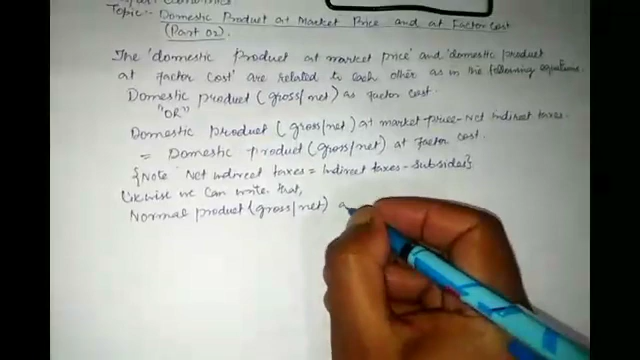 Economics
Topic:- Domestic Product at Market Price and at Factor Cost
(Part 02).
The 'domestic product at market price' and 'domestic product
at factor cost' are related to each other as in the following equations.
Domestic product (gross/net) as factor cost.
"OR"
Domestic product (gross/net) at market price - Net indirect taxes.
= Domestic product (gross/net) at factor cost.
{Note Net indirect taxes = Indirect taxes - Subsidies}
Likewise we can write that,
Normal product (gross/net) a